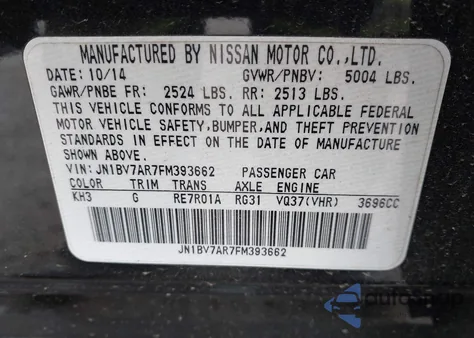 MANUFACTURED BY NISSAN MOTOR CO.,LTD.
DATE: 10/14 GVWR/PNBV: 5004 LBS.
GAWR/PNBE FR: 2524 LBS. RR: 2513 LBS.
THIS VEHICLE CONFORMS TO ALL APPLICABLE FEDERAL
MOTOR VEHICLE SAFETY, BUMPER, AND THEFT PREVENTION
STANDARDS IN EFFECT ON THE DATE OF MANUFACTURE
SHOWN ABOVE.
VIN: JN1BV7AR7FM393662 PASSENGER CAR
COLOR TRIM TRANS AXLE ENGINE
KH3 G RE7R01A RG31 VQ37(VHR) 3696CC
JN1BV7AR7FM393662